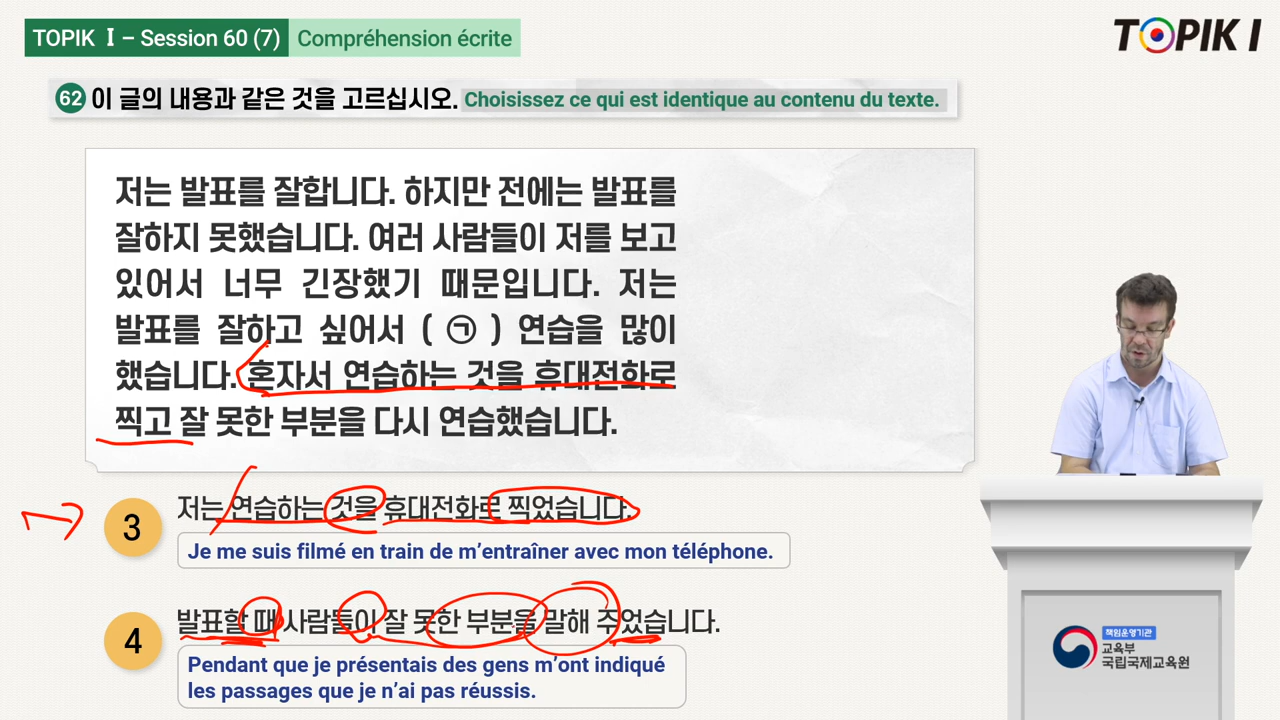 TOPIK I – Session 60 (7) Compréhension écrite
TOPIK I
62 이 글의 내용과 같은 것을 고르십시오. Choisissez ce qui est identique au contenu du texte.
저는 발표를 잘합니다. 하지만 전에는 발표를
잘하지 못했습니다. 여러 사람들이 저를 보고
있어서 너무 긴장했기 때문입니다. 저는
발표를 잘하고 싶어서 ( ㉠ ) 연습을 많이
했습니다. 혼자서 연습하는 것을 휴대전화로
찍고 잘 못한 부분을 다시 연습했습니다.
3 저는 연습하는 것을 휴대전화로 찍었습니다.
Je me suis filmé en train de m’entraîner avec mon téléphone.
4 발표할 때 사람들이 잘 못한 부분을 말해 주었습니다.
Pendant que je présentais des gens m’ont indiqué
les passages que je n’ai pas réussis.
책임운영기관
교육부
국립국제교육원